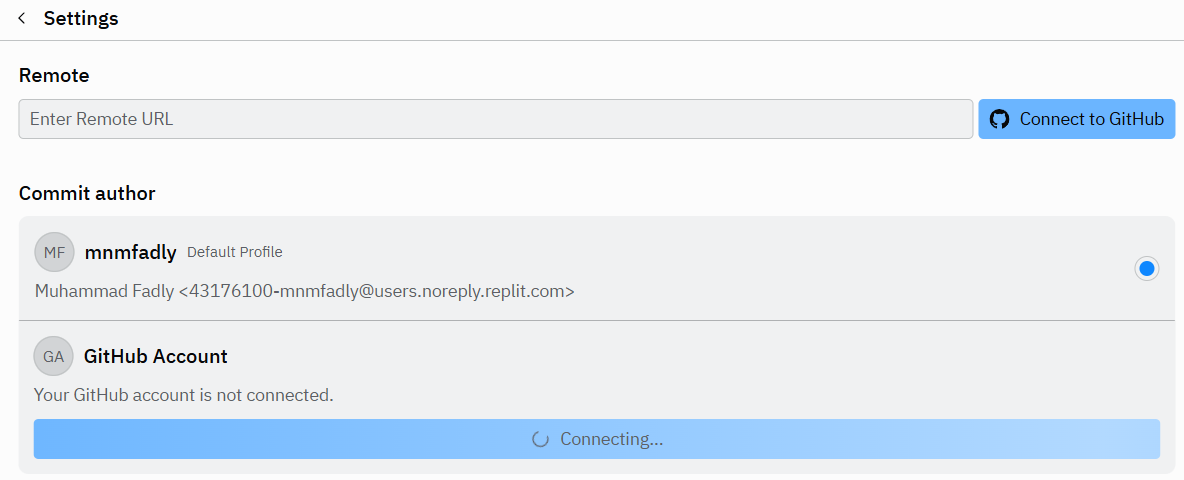 Settings
Remote
Enter Remote URL
Connect to GitHub
Commit author
MF mnmfadly Default Profile
Muhammad Fadly <43176100-mnmfadly@users.noreply.replit.com>
GA GitHub Account
Your GitHub account is not connected.
Connecting...